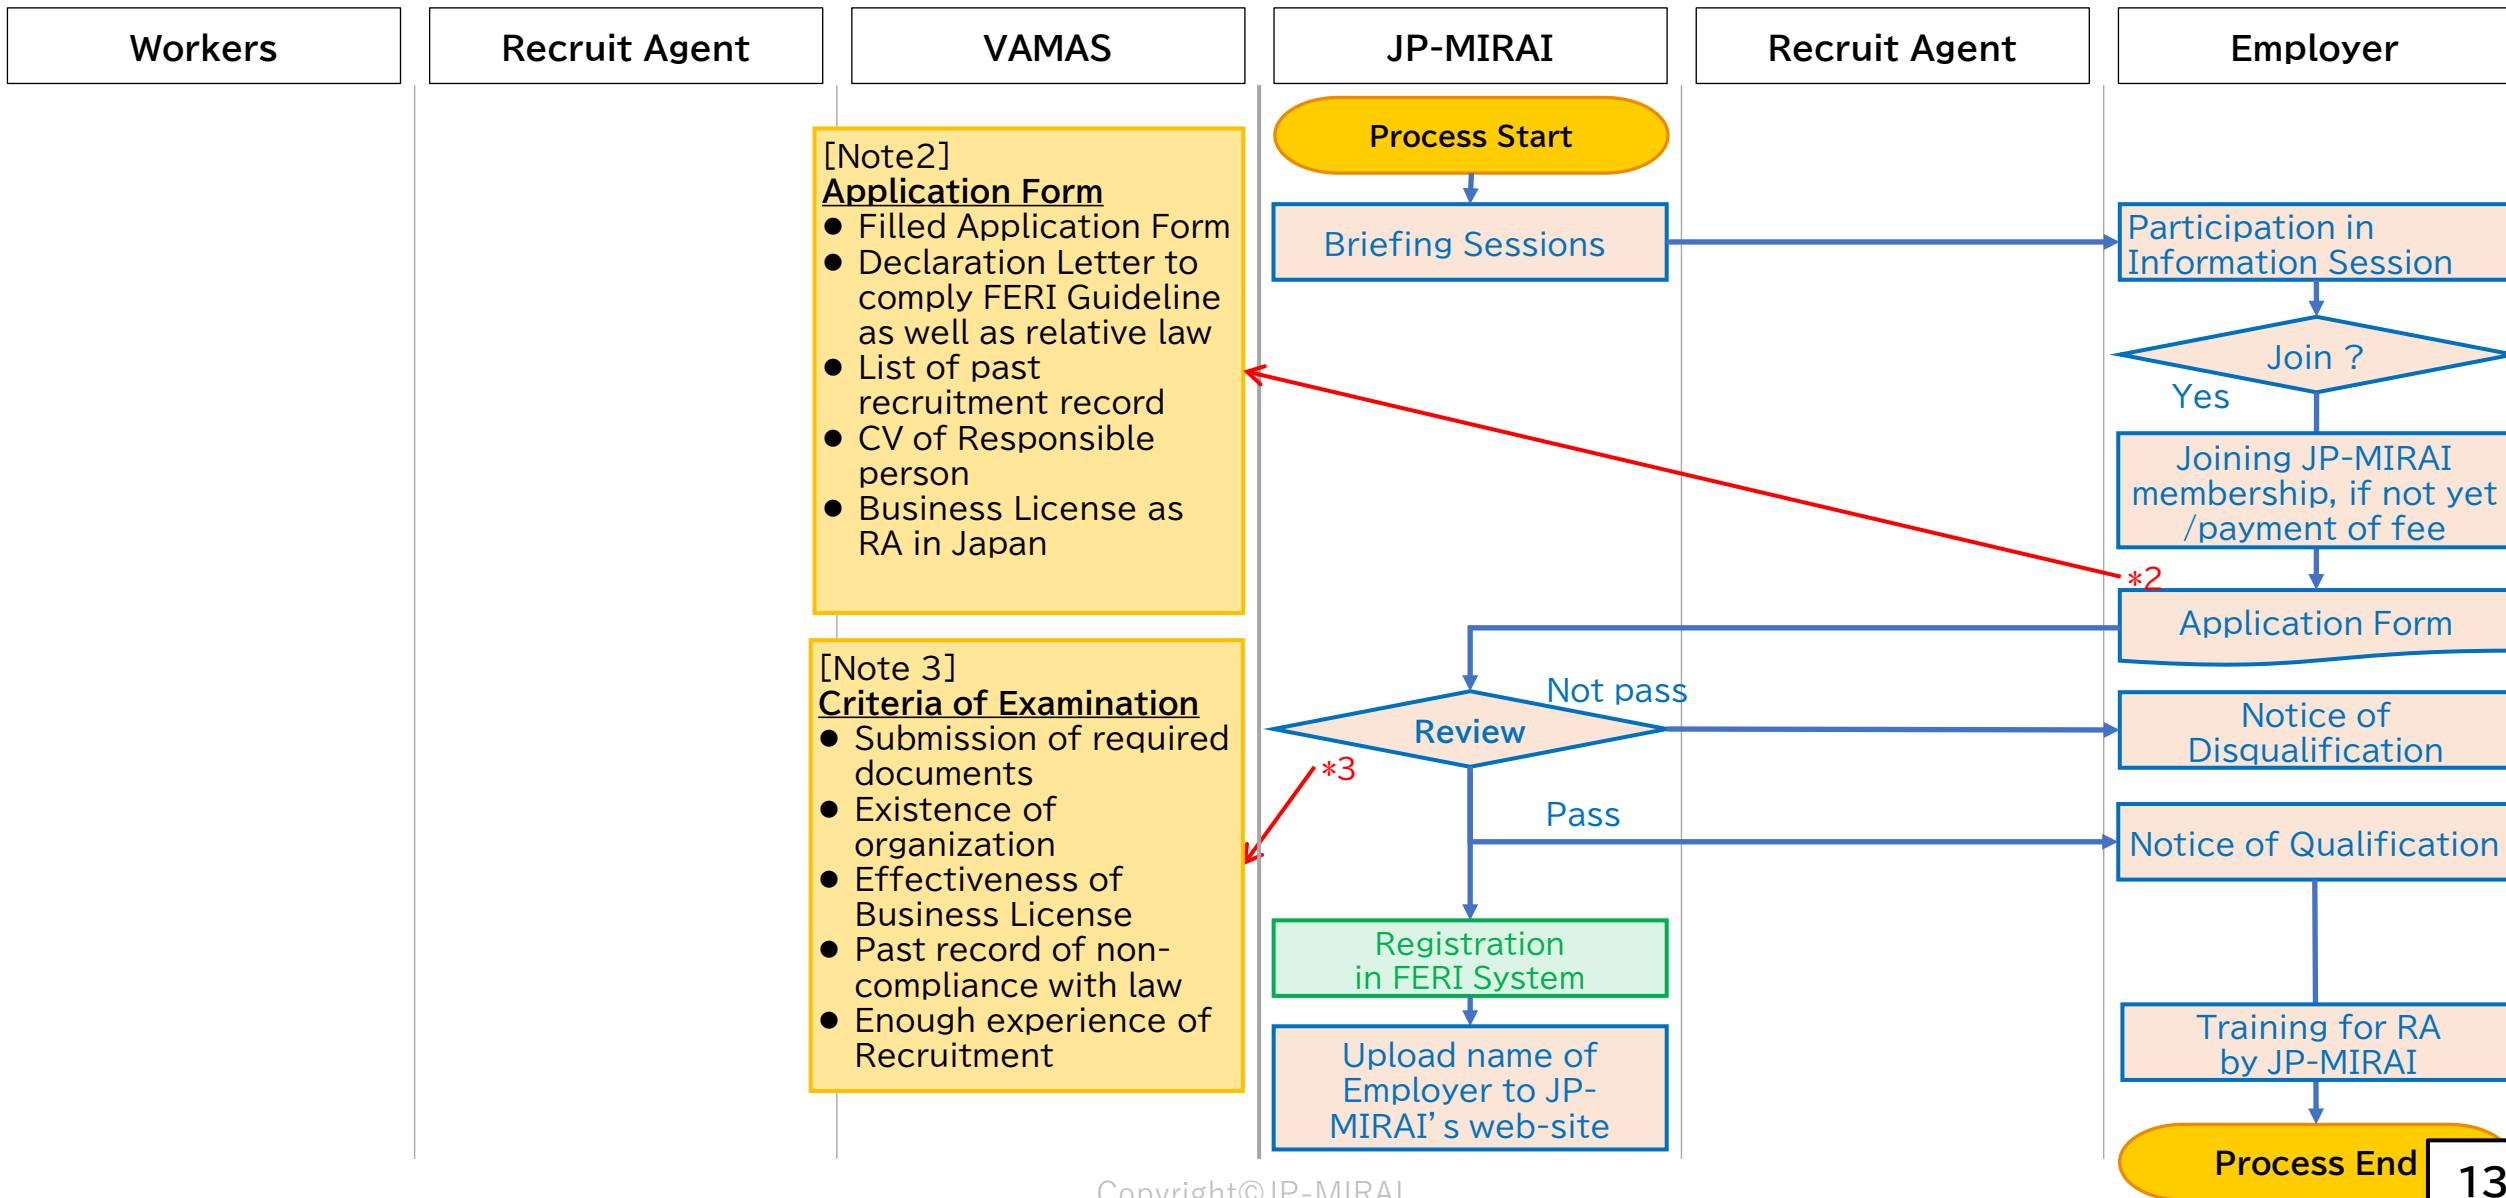 Workers
Recruit Agent
VAMAS
JP-MIRAI
Recruit Agent
Employer
[Note2]
Application Form
● Filled Application Form
● Declaration Letter to
comply FERI Guideline
as well as relative law
● List of past
recruitment record
● CV of Responsible
person
● Business License as
RA in Japan
[Note 3]
Criteria of Examination
● Submission of required
documents
● Existence of
organization
● Effectiveness of
Business License
● Past record of non-
compliance with law
● Enough experience of
Recruitment
Process Start
Briefing Sessions
Participation in
Information Session
Join ?
Yes
Joining JP-MIRAI
membership, if not yet
/payment of fee
*2
Application Form
Not pass
Review
*3
Notice of
Disqualification
Pass
Notice of Qualification
Registration
in FERI System
Upload name of
Employer to JP-
MIRAI’s web-site
Training for RA
by JP-MIRAI
Process End
13
Copyright©JP-MIRAI